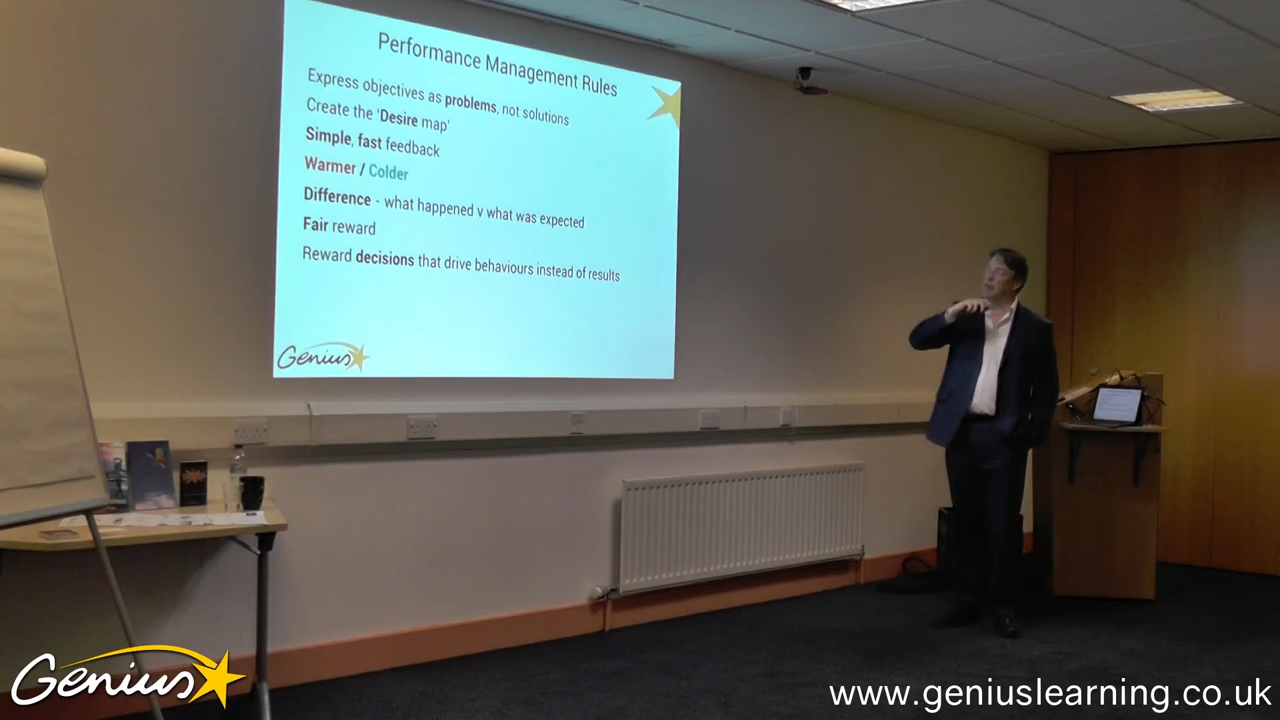 Performance Management Rules
Express objectives as problems, not solutions
Create the 'Desire map'
Simple, fast feedback
Warmer / Colder
Difference - what happened v what was expected
Fair reward
Reward decisions that drive behaviours instead of results
Genius
Genius
www.geniuslearning.co.uk